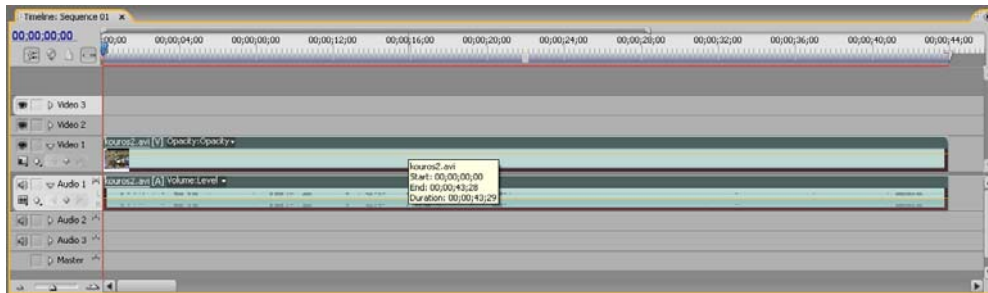 Timeline: Sequence 01 x
00;00;00;00
;00;00 00;00;04;00 00;00;08;00 00;00;12;00 00;00;16;00 00;00;20;00 00;00;24;00 00;00;28;00 00;00;32;00 00;00;36;00 00;00;40;00 00;00;44;00
Video 3
Video 2
Video 1
kouros2.avi [V] Opacity:Opacity
kouros2.avi
Start: 00;00;00;00
End: 00;00;43;28
Duration: 00;00;43;29
Audio 1
kouros2.avi [A] Volume:Level
Audio 2
Audio 3
Master